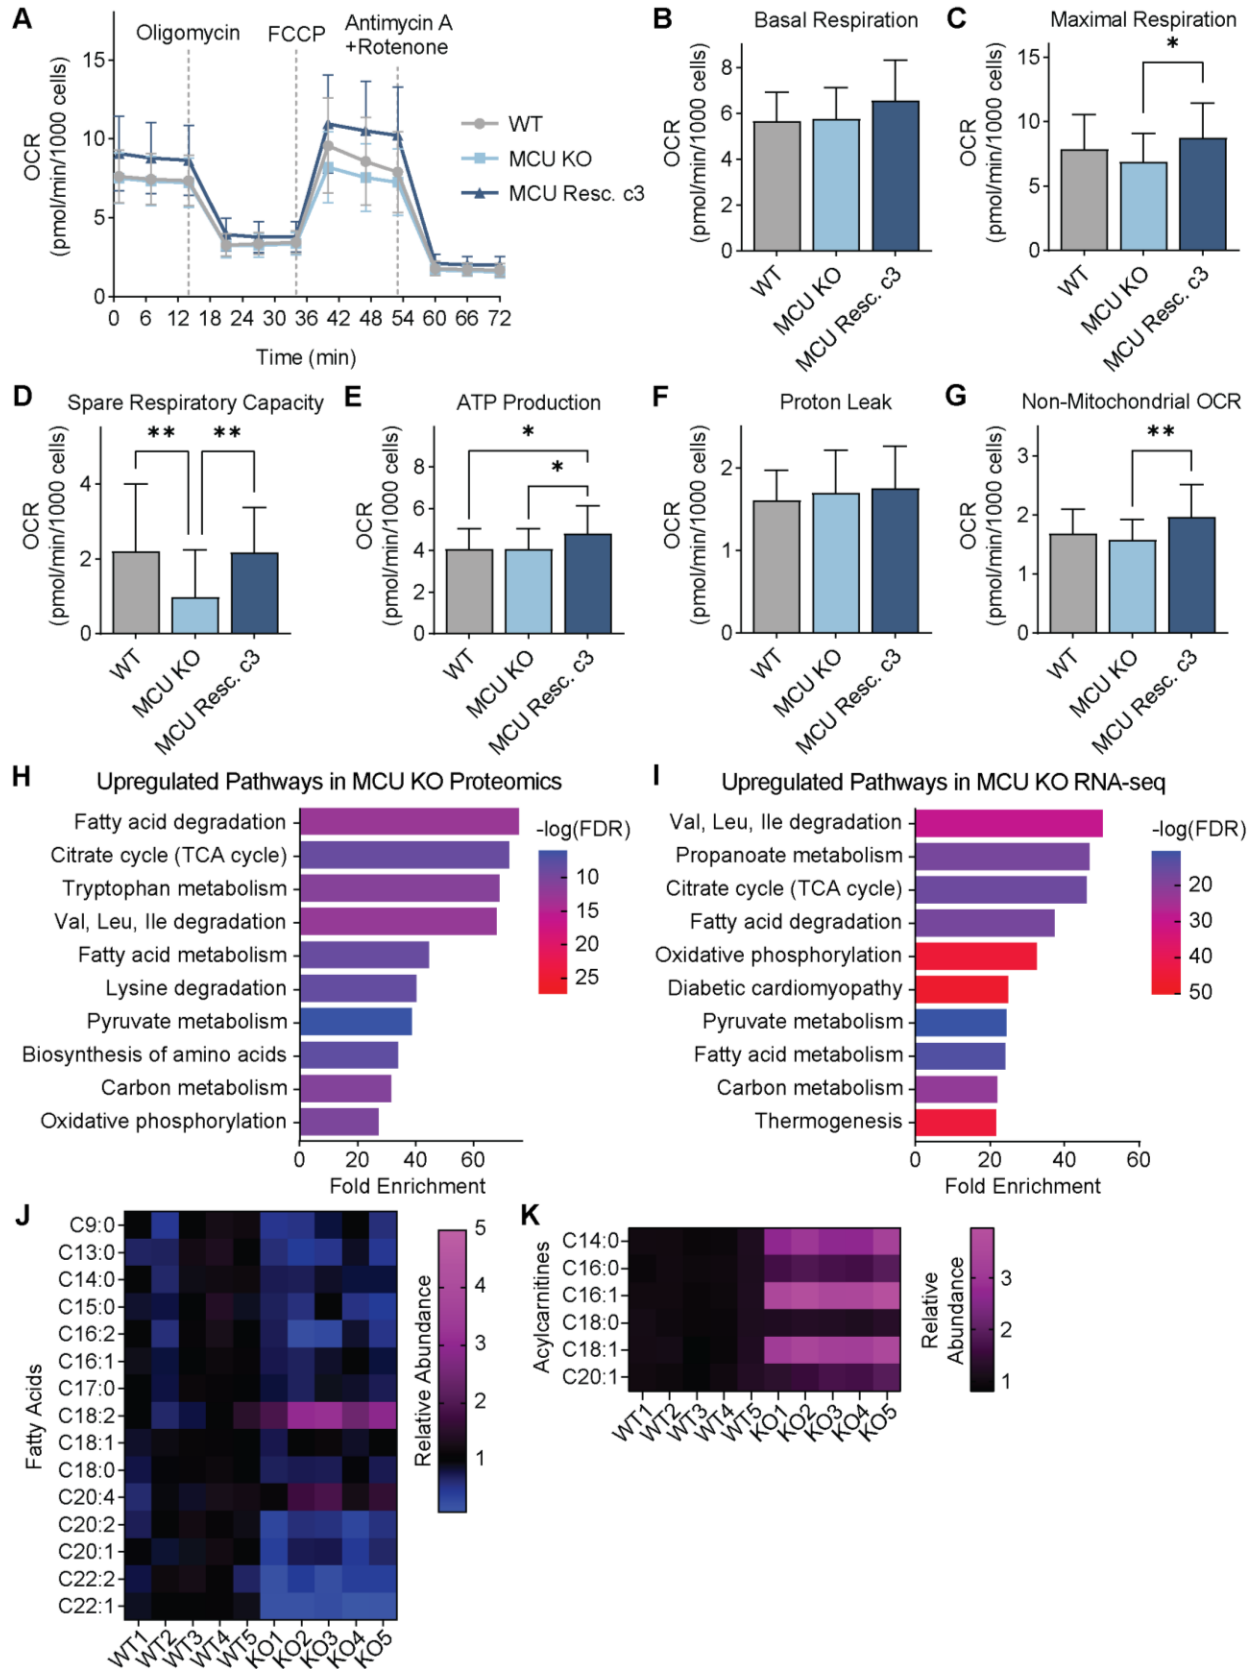 A
Oligomycin
FCCP
Antimycin A
+Rotenone
OCR
(pmol/min/1000 cells)
15
10
5
0
0 6 12 18 24 30 36 42 48 54 60 66 72
Time (min)
WT
MCU KO
MCU Resc. c3
B
Basal Respiration
OCR
(pmol/min/1000 cells)
8
6
4
2
0
WT
MCU KO
MCU Resc. c3
C
Maximal Respiration
*
OCR
(pmol/min/1000 cells)
15
10
5
0
WT
MCU KO
MCU Resc. c3
D
Spare Respiratory Capacity
** **
OCR
(pmol/min/1000 cells)
4
2
0
WT
MCU KO
MCU Resc. c3
E
ATP Production
*
*
OCR
(pmol/min/1000 cells)
8
6
4
2
0
WT
MCU KO
MCU Resc. c3
F
Proton Leak
OCR
(pmol/min/1000 cells)
2
1
0
WT
MCU KO
MCU Resc. c3
G
Non-Mitochondrial OCR
**
OCR
(pmol/min/1000 cells)
3
2
1
0
WT
MCU KO
MCU Resc. c3
H
Upregulated Pathways in MCU KO Proteomics
Fatty acid degradation
Citrate cycle (TCA cycle)
Tryptophan metabolism
Val, Leu, Ile degradation
Fatty acid metabolism
Lysine degradation
Pyruvate metabolism
Biosynthesis of amino acids
Carbon metabolism
Oxidative phosphorylation
0 20 40 60
Fold Enrichment
-log(FDR)
10
15
20
25
I
Upregulated Pathways in MCU KO RNA-seq
Val, Leu, Ile degradation
Propanoate metabolism
Citrate cycle (TCA cycle)
Fatty acid degradation
Oxidative phosphorylation
Diabetic cardiomyopathy
Pyruvate metabolism
Fatty acid metabolism
Carbon metabolism
Thermogenesis
0 20 40 60
Fold Enrichment
-log(FDR)
20
30
40
50
J
Fatty Acids
C9:0
C13:0
C14:0
C15:0
C16:2
C16:1
C17:0
C18:2
C18:1
C18:0
C20:4
C20:2
C20:1
C22:2
C22:1
WT1 WT2 WT3 WT4 WT5 KO1 KO2 KO3 KO4 KO5
Relative Abundance
5
4
3
2
1
K
Acylcarnitines
C14:0
C16:0
C16:1
C18:0
C18:1
C20:1
WT1 WT2 WT3 WT4 WT5 KO1 KO2 KO3 KO4 KO5
Relative
Abundance
3
2
1